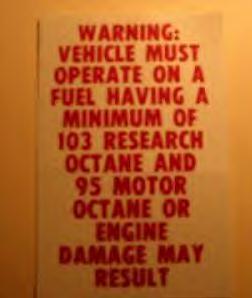 WARNING:
VEHICLE MUST
OPERATE ON A
FUEL HAVING A
MINIMUM OF
103 RESEARCH
OCTANE AND
95 MOTOR
OCTANE OR
ENGINE
DAMAGE MAY
RESULT